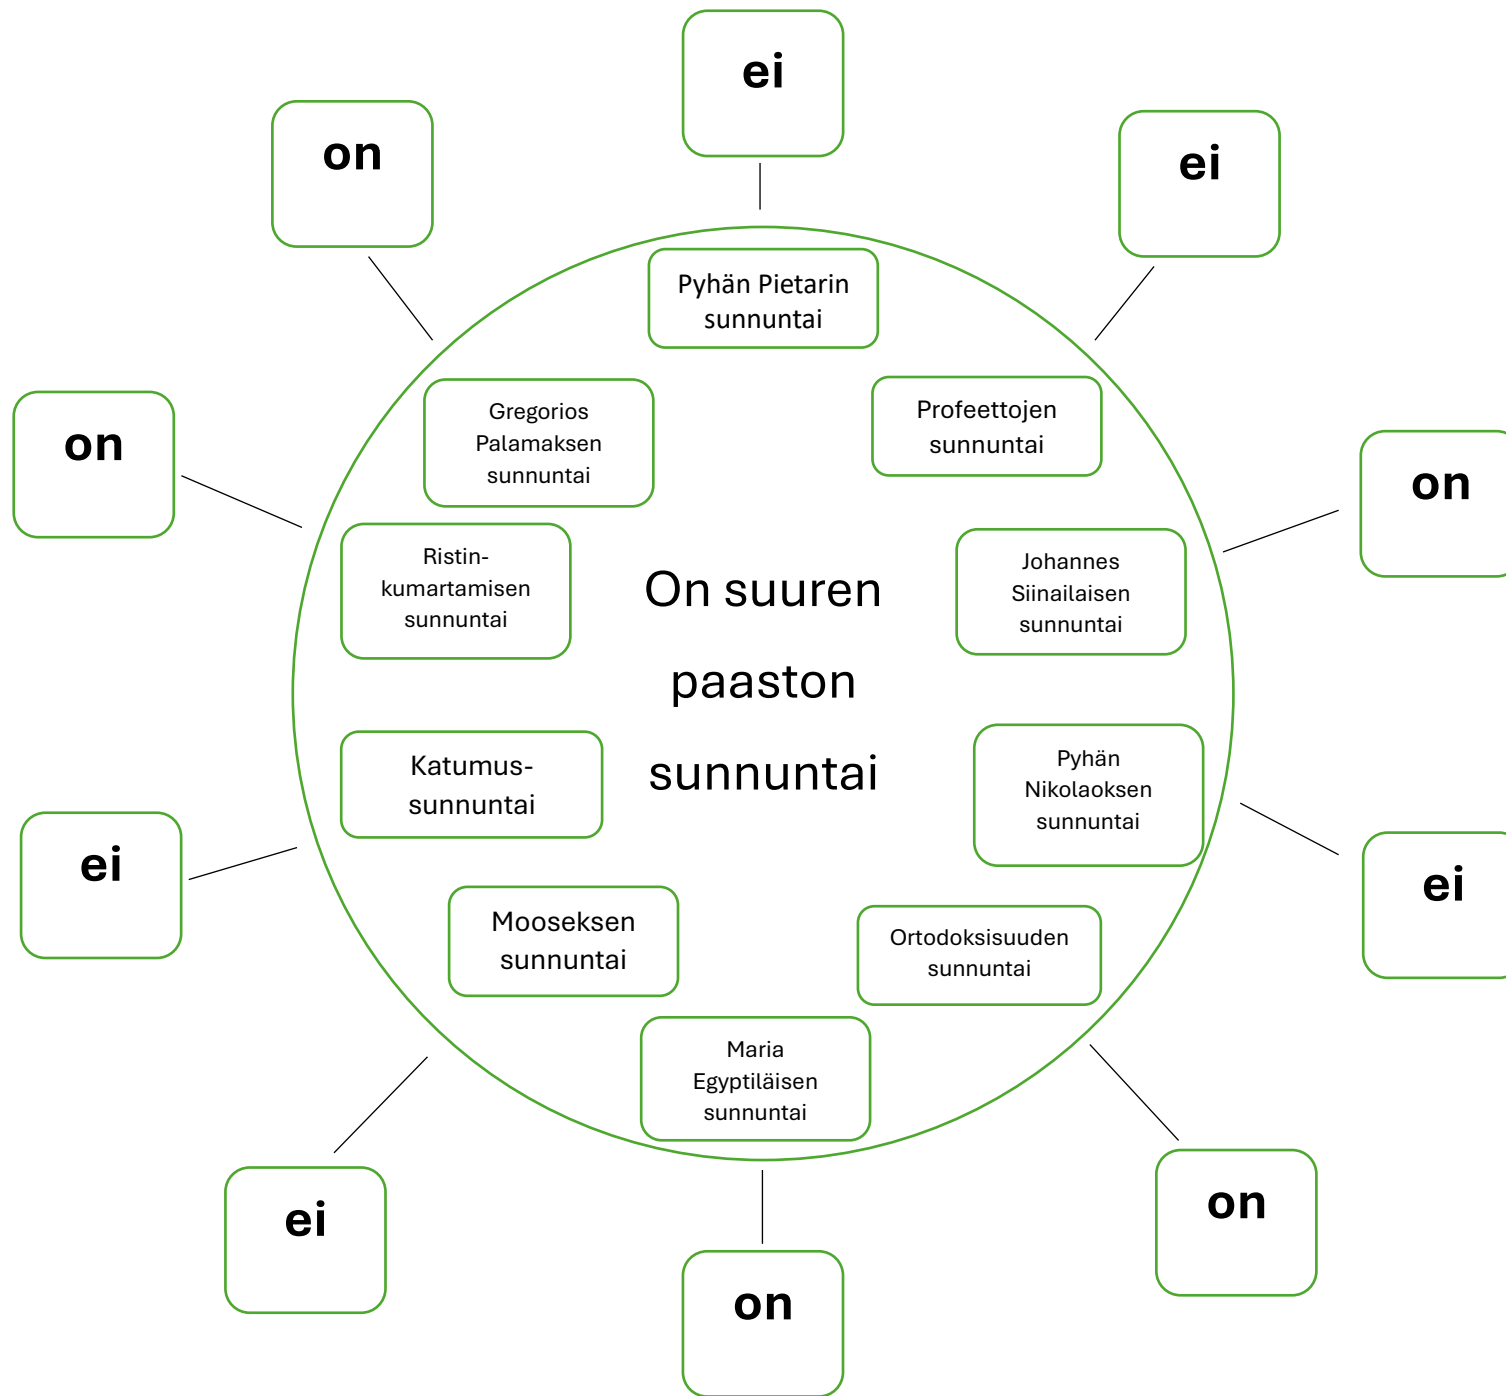 ei
on
ei
on
ei
on
ei
on
ei
on
Pyhän Pietarin
sunnuntai
Profeettojen
sunnuntai
Johannes
Siinailaisen
sunnuntai
Pyhän
Nikolaoksen
sunnuntai
Ortodoksisuuden
sunnuntai
Maria
Egyptiläisen
sunnuntai
Mooseksen
sunnuntai
Katumus-
sunnuntai
Ristin-
kumartamisen
sunnuntai
Gregorios
Palamaksen
sunnuntai
On suuren
paaston
sunnuntai